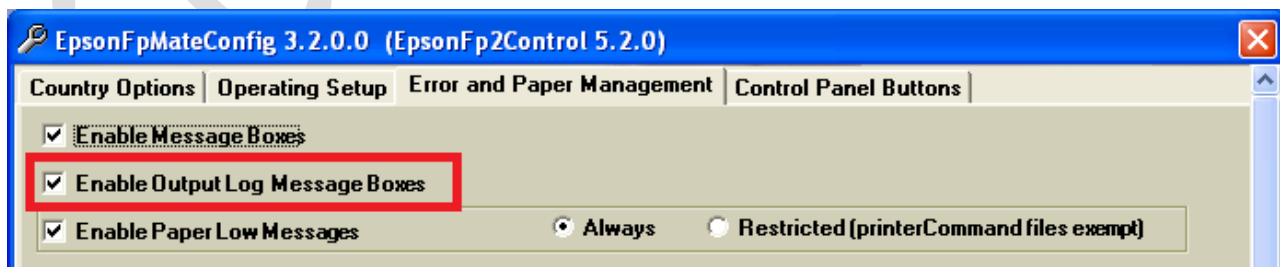 EpsonFpMateConfig 3.2.0.0 (EpsonFp2Control 5.2.0)
Country Options Operating Setup Error and Paper Management Control Panel Buttons
Enable Message Boxes
Enable Output Log Message Boxes
Enable Paper Low Messages Always Restricted (printerCommand files exempt)